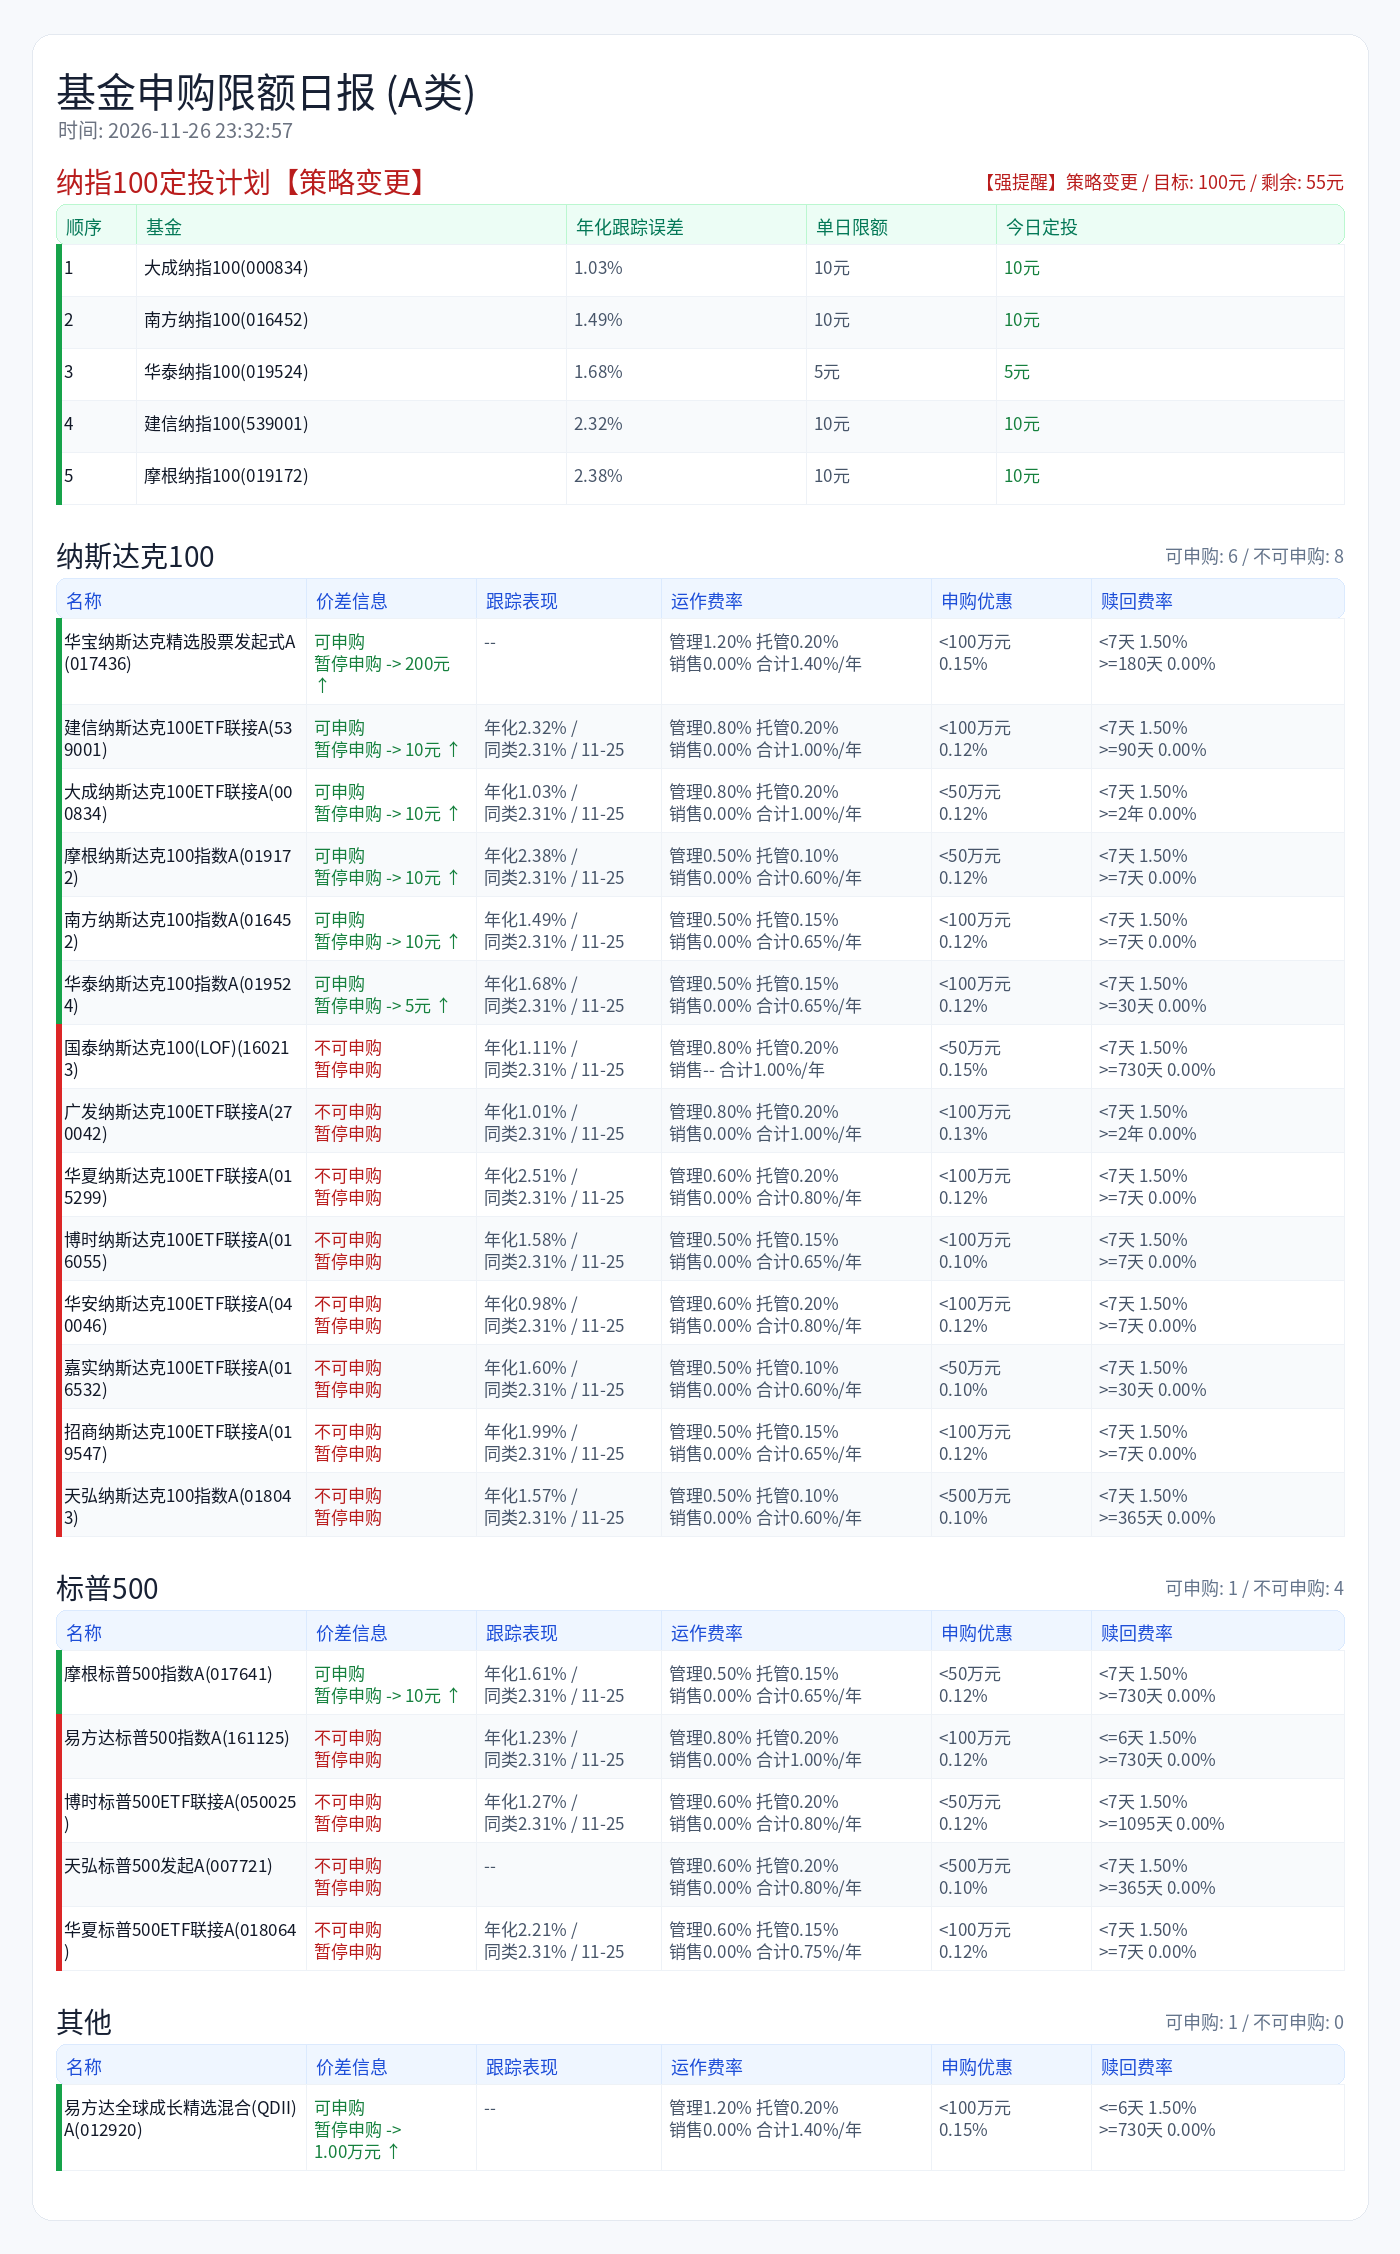 基金申购限额日报 (A类)
时间: 2026-11-26 23:32:57
纳指100定投计划【策略变更】 【强提醒】策略变更 / 目标: 100元 / 剩余: 55元
顺序 基金 年化跟踪误差 单日限额 今日定投
1 大成纳指100(000834) 1.03% 10元 10元
2 南方纳指100(016452) 1.49% 10元 10元
3 华泰纳指100(019524) 1.68% 5元 5元
4 建信纳指100(539001) 2.32% 10元 10元
5 摩根纳指100(019172) 2.38% 10元 10元
纳斯达克100 可申购: 6 / 不可申购: 8
名称 价差信息 跟踪表现 运作费率 申购优惠 赎回费率
华宝纳斯达克精选股票发起式A 可申购 -- 管理1.20% 托管0.20% <100万元 <7天 1.50%
(017436) 暂停申购 -> 200元 销售0.00% 合计1.40%/年 0.15% >=180天 0.00%
↑
建信纳斯达克100ETF联接A(53 可申购 年化2.32% / 管理0.80% 托管0.20% <100万元 <7天 1.50%
9001) 暂停申购 -> 10元 ↑ 同类2.31% / 11-25 销售0.00% 合计1.00%/年 0.12% >=90天 0.00%
大成纳斯达克100ETF联接A(00 可申购 年化1.03% / 管理0.80% 托管0.20% <50万元 <7天 1.50%
0834) 暂停申购 -> 10元 ↑ 同类2.31% / 11-25 销售0.00% 合计1.00%/年 0.12% >=2年 0.00%
摩根纳斯达克100指数A(01917 可申购 年化2.38% / 管理0.50% 托管0.10% <50万元 <7天 1.50%
2) 暂停申购 -> 10元 ↑ 同类2.31% / 11-25 销售0.00% 合计0.60%/年 0.12% >=7天 0.00%
南方纳斯达克100指数A(01645 可申购 年化1.49% / 管理0.50% 托管0.15% <100万元 <7天 1.50%
2) 暂停申购 -> 10元 ↑ 同类2.31% / 11-25 销售0.00% 合计0.65%/年 0.12% >=7天 0.00%
华泰纳斯达克100指数A(01952 可申购 年化1.68% / 管理0.50% 托管0.15% <100万元 <7天 1.50%
4) 暂停申购 -> 5元 ↑ 同类2.31% / 11-25 销售0.00% 合计0.65%/年 0.12% >=30天 0.00%
国泰纳斯达克100(LOF)(16021 不可申购 年化1.11% / 管理0.80% 托管0.20% <50万元 <7天 1.50%
3) 暂停申购 同类2.31% / 11-25 销售-- 合计1.00%/年 0.15% >=730天 0.00%
广发纳斯达克100ETF联接A(27 不可申购 年化1.01% / 管理0.80% 托管0.20% <100万元 <7天 1.50%
0042) 暂停申购 同类2.31% / 11-25 销售0.00% 合计1.00%/年 0.13% >=2年 0.00%
华夏纳斯达克100ETF联接A(01 不可申购 年化2.51% / 管理0.60% 托管0.20% <100万元 <7天 1.50%
5299) 暂停申购 同类2.31% / 11-25 销售0.00% 合计0.80%/年 0.12% >=7天 0.00%
博时纳斯达克100ETF联接A(01 不可申购 年化1.58% / 管理0.50% 托管0.15% <100万元 <7天 1.50%
6055) 暂停申购 同类2.31% / 11-25 销售0.00% 合计0.65%/年 0.10% >=7天 0.00%
华安纳斯达克100ETF联接A(04 不可申购 年化0.98% / 管理0.60% 托管0.20% <100万元 <7天 1.50%
0046) 暂停申购 同类2.31% / 11-25 销售0.00% 合计0.80%/年 0.12% >=7天 0.00%
嘉实纳斯达克100ETF联接A(01 不可申购 年化1.60% / 管理0.50% 托管0.10% <50万元 <7天 1.50%
6532) 暂停申购 同类2.31% / 11-25 销售0.00% 合计0.60%/年 0.10% >=30天 0.00%
招商纳斯达克100ETF联接A(01 不可申购 年化1.99% / 管理0.50% 托管0.15% <100万元 <7天 1.50%
9547) 暂停申购 同类2.31% / 11-25 销售0.00% 合计0.65%/年 0.12% >=7天 0.00%
天弘纳斯达克100指数A(01804 不可申购 年化1.57% / 管理0.50% 托管0.10% <500万元 <7天 1.50%
3) 暂停申购 同类2.31% / 11-25 销售0.00% 合计0.60%/年 0.10% >=365天 0.00%
标普500 可申购: 1 / 不可申购: 4
名称 价差信息 跟踪表现 运作费率 申购优惠 赎回费率
摩根标普500指数A(017641) 可申购 年化1.61% / 管理0.50% 托管0.15% <50万元 <7天 1.50%
暂停申购 -> 10元 ↑ 同类2.31% / 11-25 销售0.00% 合计0.65%/年 0.12% >=730天 0.00%
易方达标普500指数A(161125) 不可申购 年化1.23% / 管理0.80% 托管0.20% <100万元 <=6天 1.50%
暂停申购 同类2.31% / 11-25 销售0.00% 合计1.00%/年 0.12% >=730天 0.00%
博时标普500ETF联接A(050025 不可申购 年化1.27% / 管理0.60% 托管0.20% <50万元 <7天 1.50%
) 暂停申购 同类2.31% / 11-25 销售0.00% 合计0.80%/年 0.12% >=1095天 0.00%
天弘标普500发起A(007721) 不可申购 -- 管理0.60% 托管0.20% <500万元 <7天 1.50%
暂停申购 销售0.00% 合计0.80%/年 0.10% >=365天 0.00%
华夏标普500ETF联接A(018064 不可申购 年化2.21% / 管理0.60% 托管0.15% <100万元 <7天 1.50%
) 暂停申购 同类2.31% / 11-25 销售0.00% 合计0.75%/年 0.12% >=7天 0.00%
其他 可申购: 1 / 不可申购: 0
名称 价差信息 跟踪表现 运作费率 申购优惠 赎回费率
易方达全球成长精选混合(QDII) 可申购 -- 管理1.20% 托管0.20% <100万元 <=6天 1.50%
A(012920) 暂停申购 -> 销售0.00% 合计1.40%/年 0.15% >=730天 0.00%
1.00万元 ↑